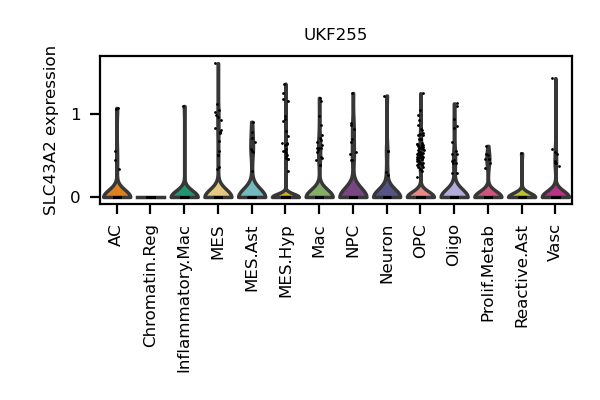 UKF255
SLC43A2 expression
1
0
AC
Chromatin.Reg
Inflammatory.Mac
MES
MES.Ast
MES.Hyp
Mac
NPC
Neuron
OPC
Oligo
Prolif.Metab
Reactive.Ast
Vasc